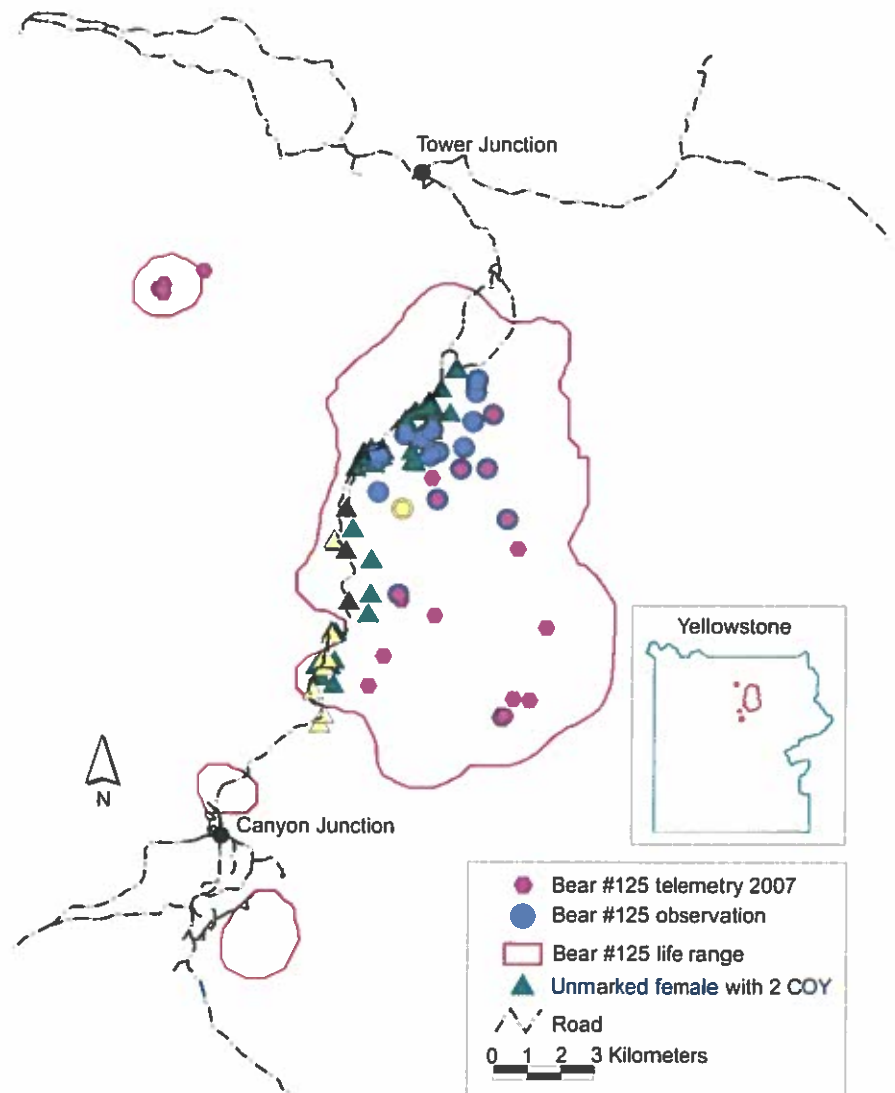 Tower Junction
Yellowstone
N
Canyon Junction
Bear #125 telemetry 2007
Bear #125 observation
Bear #125 life range
Unmarked female with 2 COY
Road
0 1 2 3 Kilometers